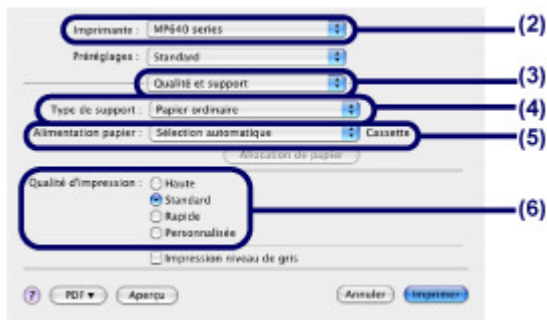 Imprimante : MP640 series (2)
Préréglages : Standard
Qualité et support (3)
Type de support : Papier ordinaire (4)
Alimentation papier : Sélection automatique Cassette (5)
Allocation de papier
Qualité d'impression : Haute
Standard
Rapide (6)
Personnalisée
Impression niveau de gris
? PDF ▼ Aperçu Annuler Imprimer